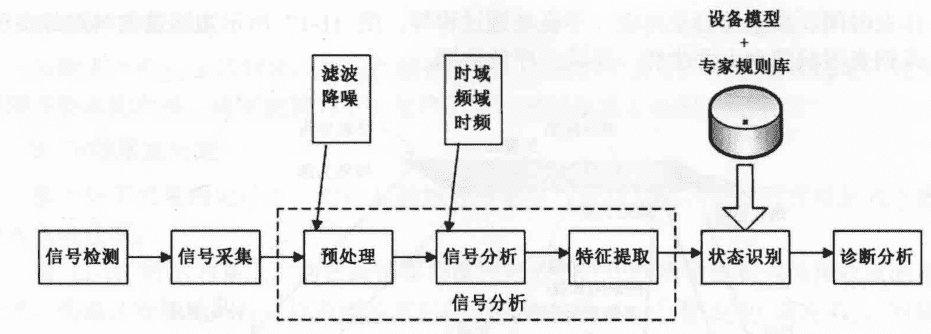 设备模型
+
专家规则库
滤波
降噪
时域
频域
时频
信号检测
信号采集
预处理
信号分析
特征提取
状态识别
诊断分析
信号分析